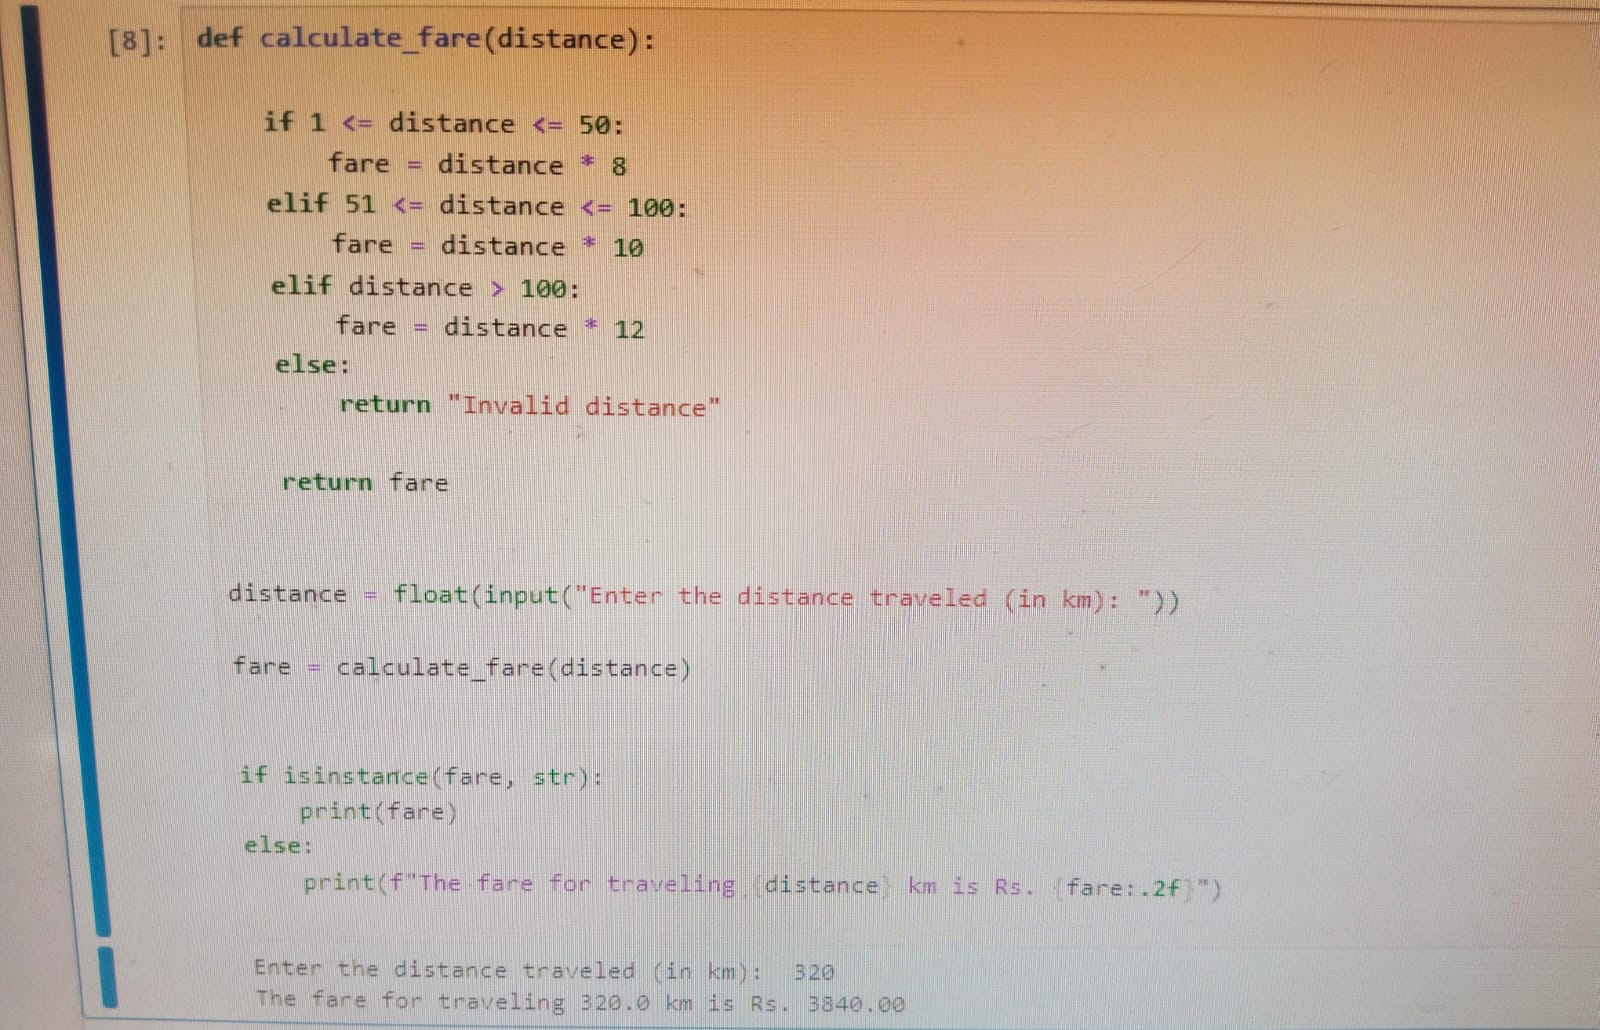 [8]: def calculate_fare(distance):
if 1 <= distance <= 50:
fare = distance * 8
elif 51 <= distance <= 100:
fare = distance * 10
elif distance > 100:
fare = distance * 12
else:
return "Invalid distance"
return fare
distance = float(input("Enter the distance traveled (in km): "))
fare = calculate_fare(distance)
if isinstance(fare, str):
print(fare)
else:
print(f"The fare for traveling {distance} km is Rs. {fare:.2f}")
Enter the distance traveled (in km): 320
The fare for traveling 320.0 km is Rs. 3840.00